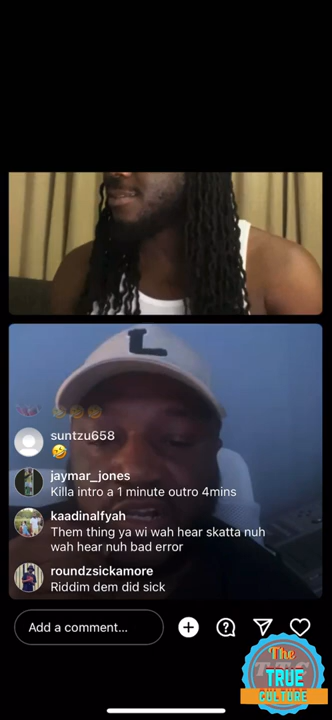 L
suntzu658
🤣
jaymar_jones
Killa intro a 1 minute outro 4mins
kaadinalfyah
Them thing ya wi wah hear skatta nuh
wah hear nuh bad error
roundzsickamore
Riddim dem did sick
Add a comment...
The
TRUE
CULTURE